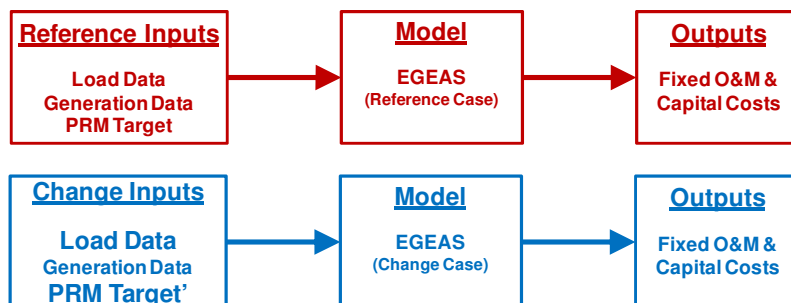 Reference Inputs
Load Data
Generation Data
PRM Target
Model
EGEAS
(Reference Case)
Outputs
Fixed O&M &
Capital Costs
Change Inputs
Load Data
Generation Data
PRM Target’
Model
EGEAS
(Change Case)
Outputs
Fixed O&M &
Capital Costs